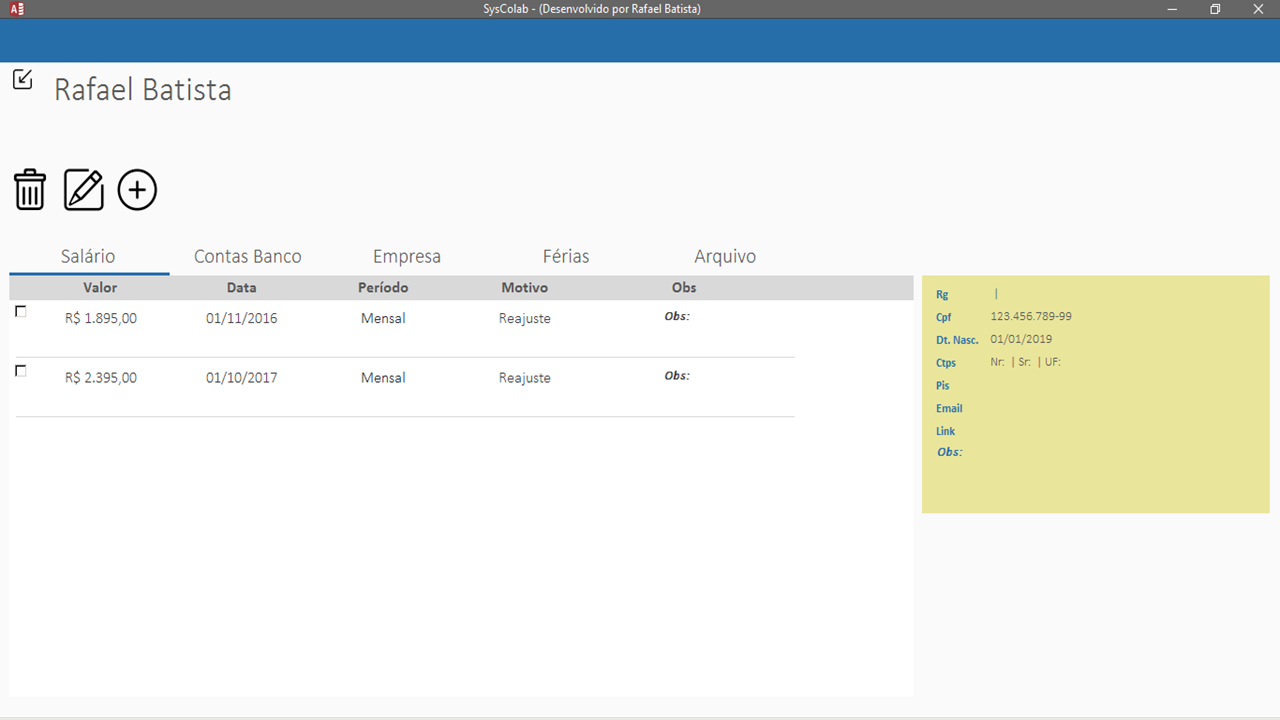 SysColab - (Desenvolvido por Rafael Batista)
Rafael Batista
Salário Contas Banco Empresa Férias Arquivo
Valor Data Período Motivo Obs
R$ 1.895,00 01/11/2016 Mensal Reajuste Obs:
R$ 2.395,00 01/10/2017 Mensal Reajuste Obs:
Rg |
Cpf 123.456.789-99
Dt. Nasc. 01/01/2019
Ctps Nr: | Sr: | UF:
Pis
Email
Link
Obs: